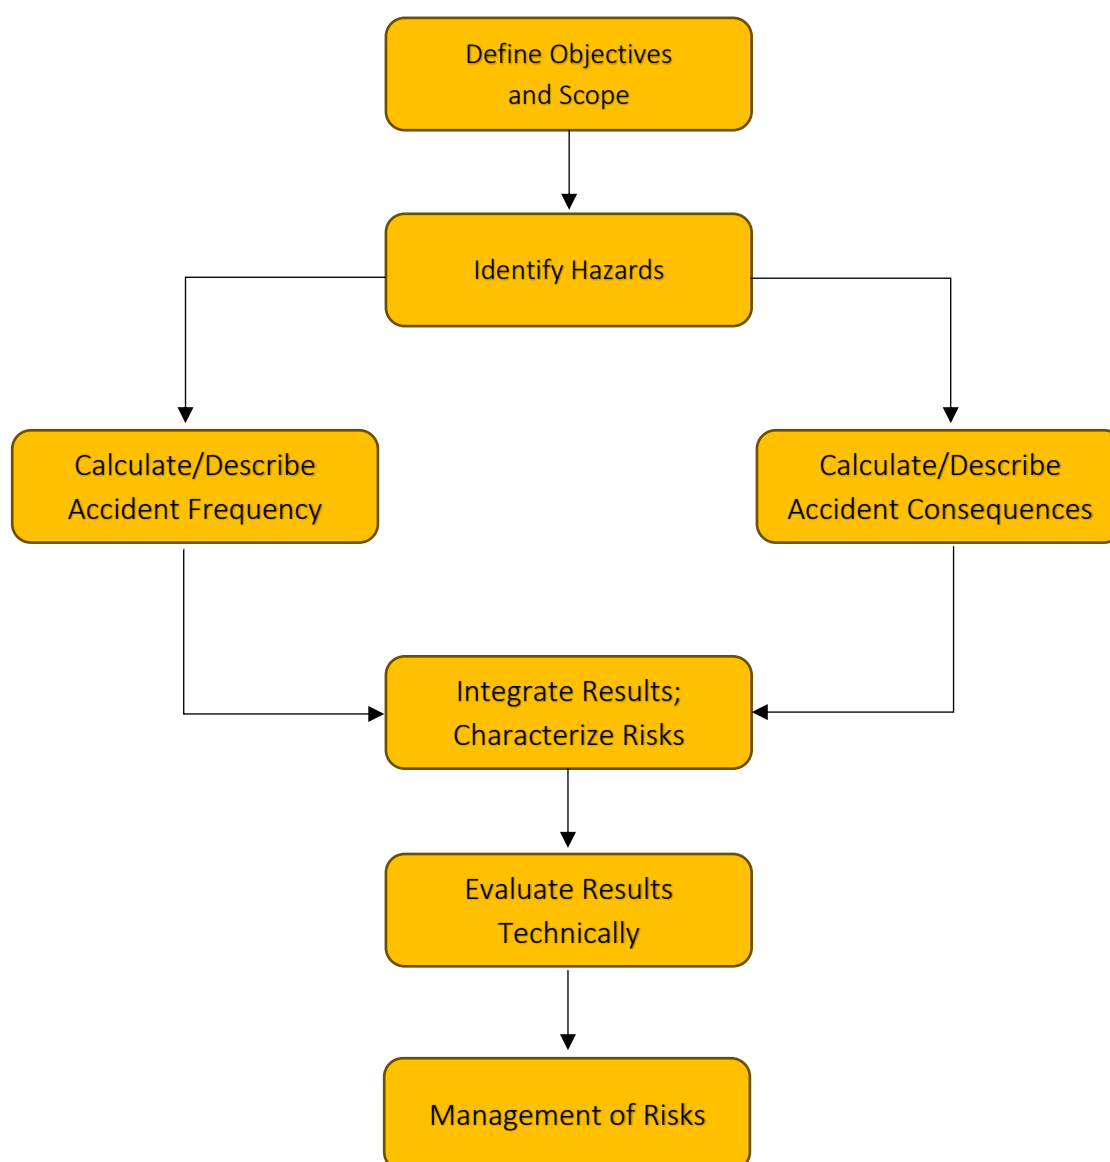 Define Objectives
and Scope
Identify Hazards
Calculate/Describe
Accident Frequency
Calculate/Describe
Accident Consequences
Integrate Results;
Characterize Risks
Evaluate Results
Technically
Management of Risks